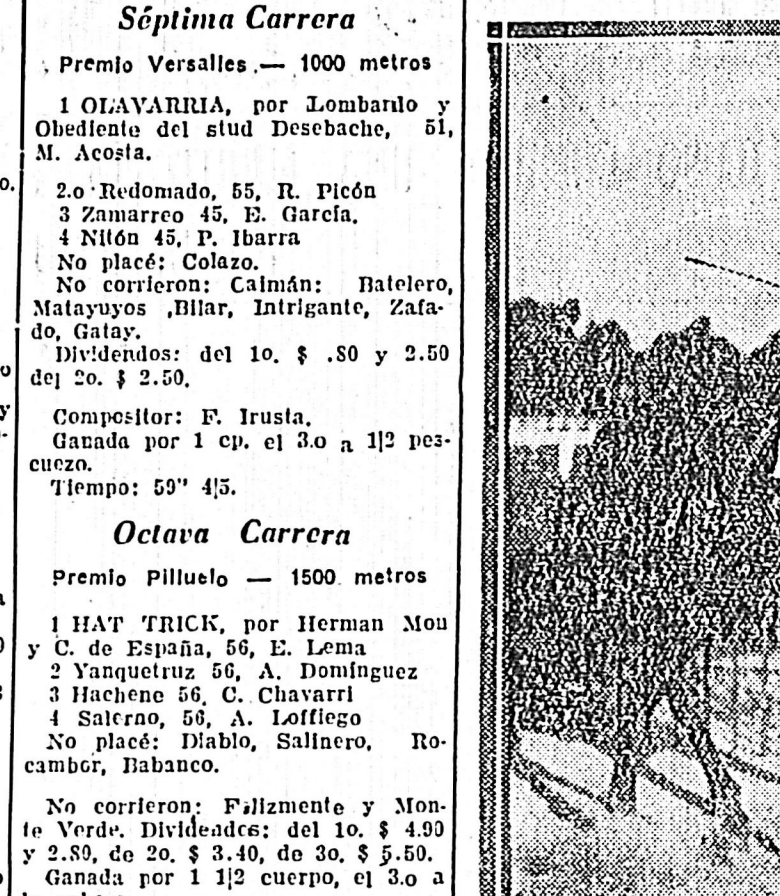 Séptima Carrera
Premio Versalles .— 1000 metros
1 OLAVARRIA, por Lombardo y
Obediente del stud Desebache, 51,
M. Acosta.
2.o Redomado, 55, R. Picón
3 Zamarreo 45, E. García.
4 Nitón 45, P. Ibarra
No placé: Colazo.
No corrieron: Caimán: Batelero,
Matayuyos ,Bilar, Intrigante, Zafa-
do, Gatay.
Dividendos: del 1o. $ .80 y 2.50
del 2o. $ 2.50.
Compositor: F. Irusta.
Ganada por 1 cp. el 3.o a 1|2 pes-
cuezo.
Tiempo: 59" 4|5.
Octava Carrera
Premio Pilluelo — 1500 metros
1 HAT TRICK, por Herman Mou
y C. de España, 56, E. Lema
2 Yanquetruz 56, A. Domínguez
3 Hachene 56, C. Chavarri
4 Salerno, 56, A. Loffiego
No placé: Diablo, Salinero, Ro-
cambor, Babanco.
No corrieron: Filizmente y Mon-
te Verde. Dividendos: del 1o. $ 4.90
y 2.80, de 2o. $ 3.40, de 3o. $ 5.50.
Ganada por 1 1|2 cuerpo, el 3.o a